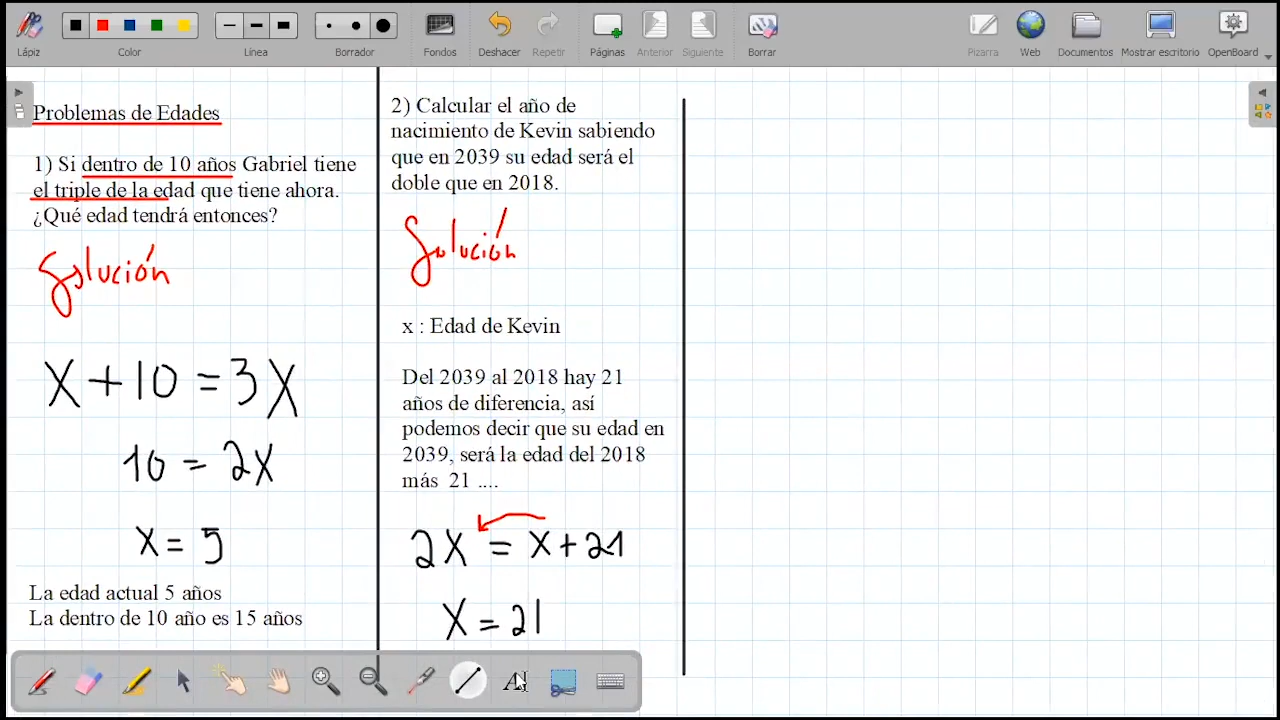 Lápiz
Color
Línea
Borrador
Fondos
Deshacer
Repetir
Páginas
Anterior
Siguiente
Borrar
Pizarra
Web
Documentos
Mostrar escritorio
OpenBoard
Problemas de Edades
1) Si dentro de 10 años Gabriel tiene
el triple de la edad que tiene ahora.
¿Qué edad tendrá entonces?
Solución
X + 10 = 3X
10 = 2X
X = 5
La edad actual 5 años
La dentro de 10 año es 15 años
2) Calcular el año de
nacimiento de Kevin sabiendo
que en 2039 su edad será el
doble que en 2018.
Solución
x : Edad de Kevin
Del 2039 al 2018 hay 21
años de diferencia, así
podemos decir que su edad en
2039, será la edad del 2018
más 21 ....
2X = X + 21
X = 21